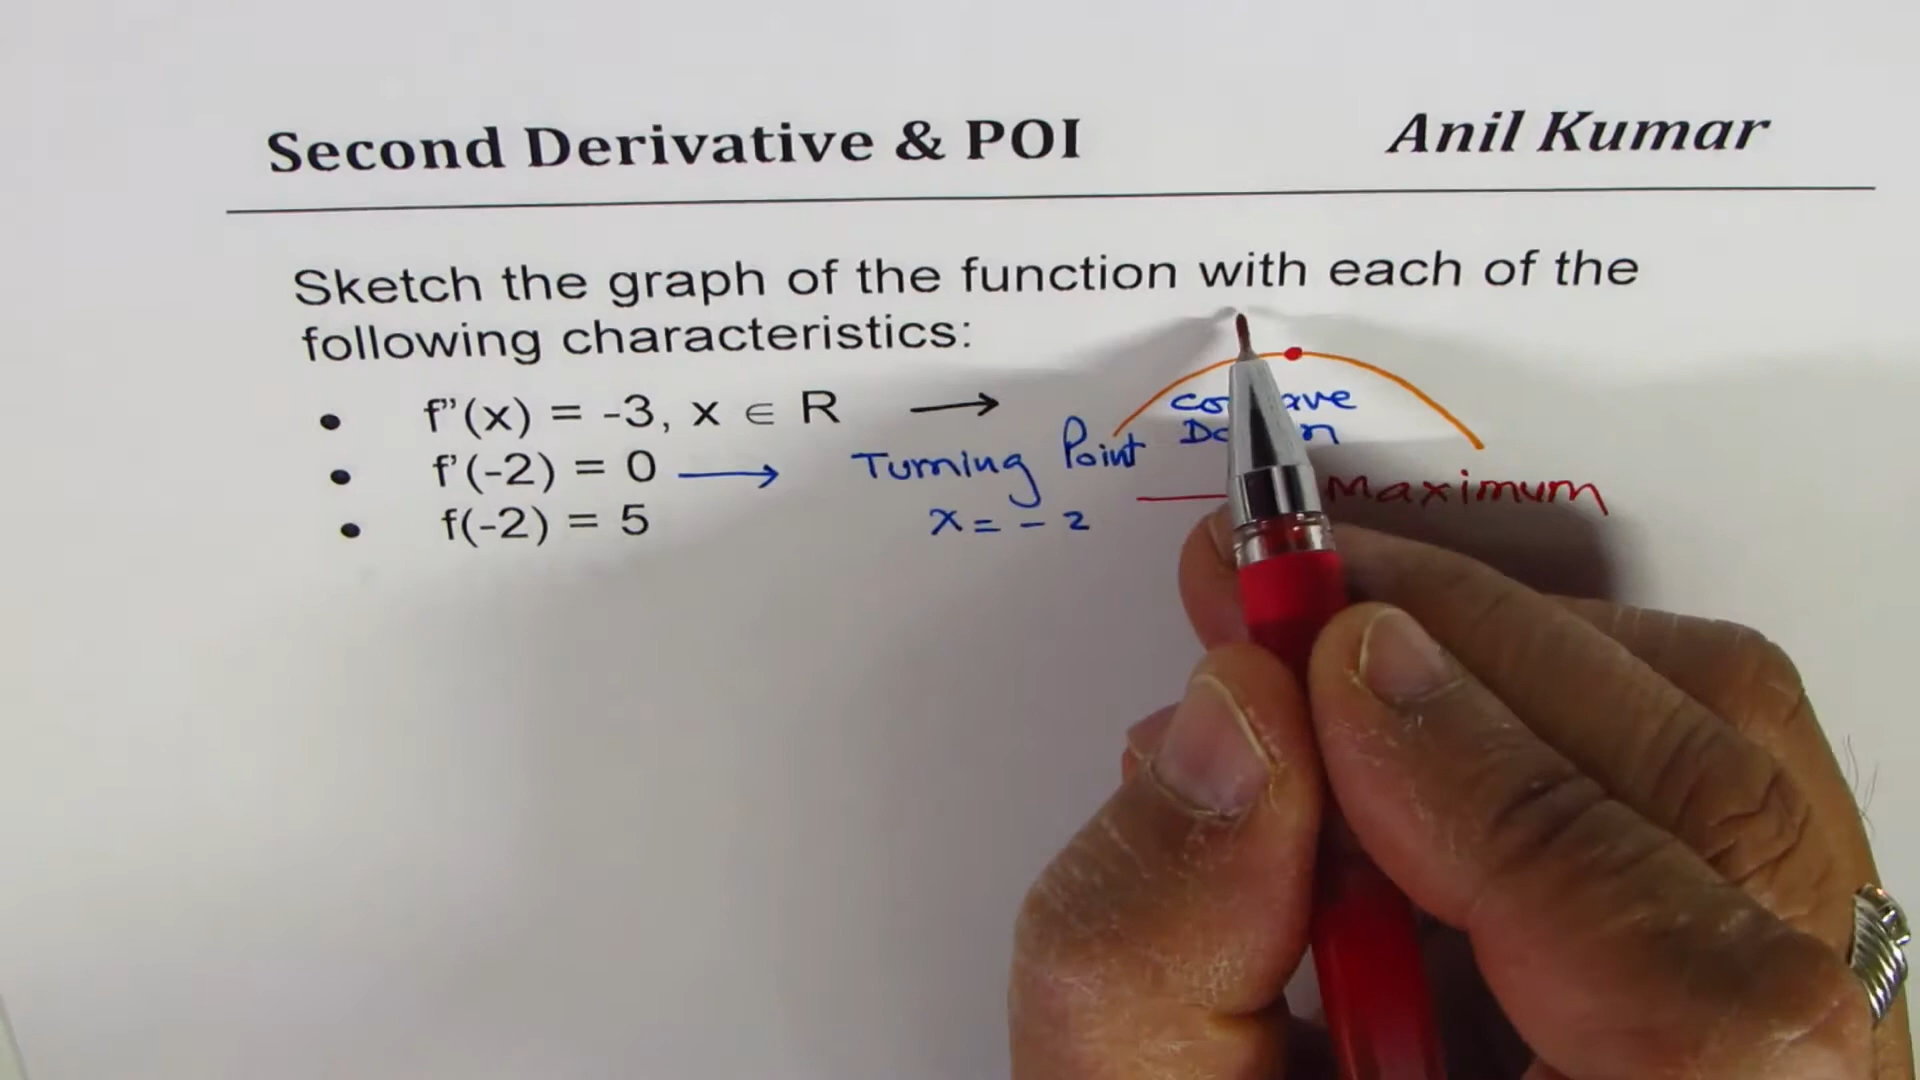 Second Derivative & POI Anil Kumar
Sketch the graph of the function with each of the
following characteristics:
• f”(x) = -3, x ∈ R →
Down
• f’(-2) = 0 → Turning Point
Maximum
• f(-2) = 5 x = - 2